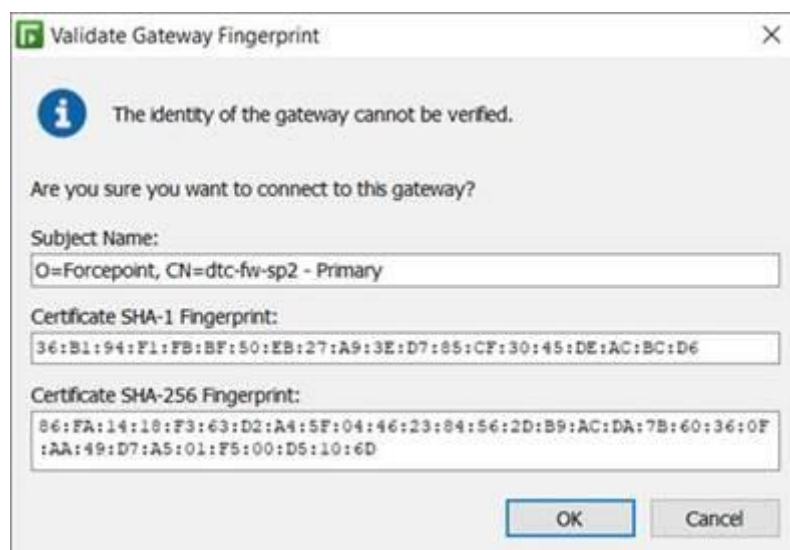 Validate Gateway Fingerprint
The identity of the gateway cannot be verified.
Are you sure you want to connect to this gateway?
Subject Name:
O=Forcepoint, CN=dtc-fw-sp2 - Primary
Certificate SHA-1 Fingerprint:
36:B1:94:F1:FB:BF:50:EB:27:A9:3E:D7:85:CF:30:45:DE:AC:BC:D6
Certificate SHA-256 Fingerprint:
86:FA:14:18:F3:63:D2:A4:5F:04:46:23:84:56:2D:B9:AC:DA:7B:60:36:0F
:AA:49:D7:A5:01:F5:00:D5:10:6D
OK Cancel